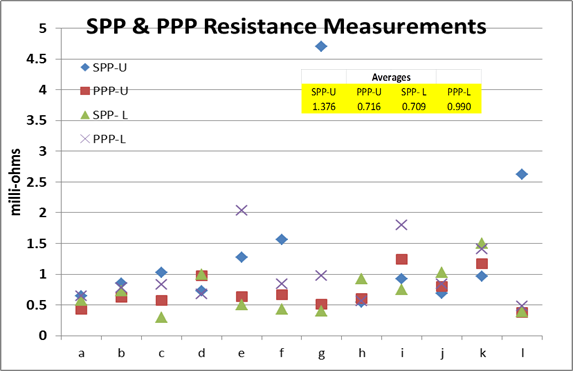 SPP & PPP Resistance Measurements
5
4.5
4
3.5
3
2.5
2
1.5
1
0.5
0
milli-ohms
SPP-U
PPP-U
SPP- L
PPP-L
Averages
SPP-U PPP-U SPP- L PPP-L
1.376 0.716 0.709 0.990
a b c d e f g h i j k l